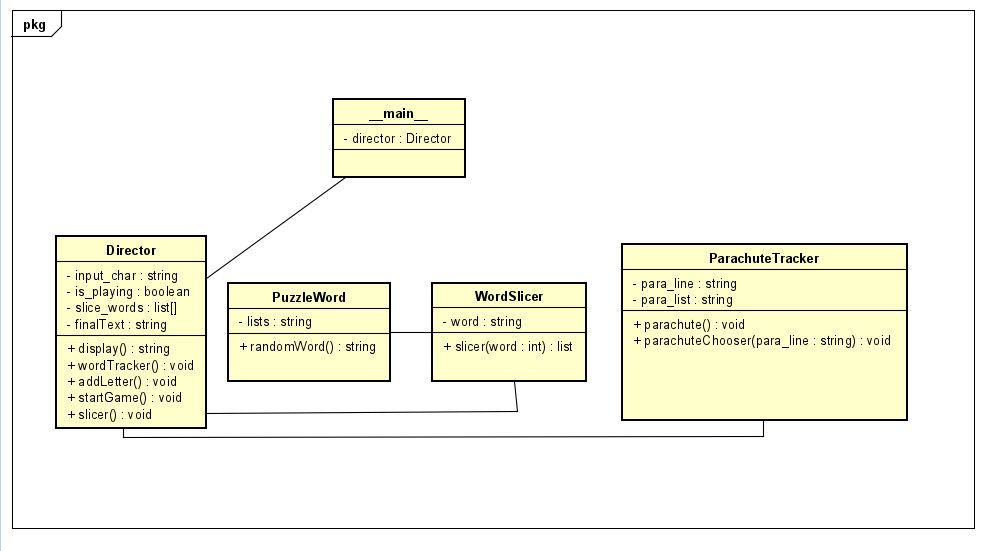 pkg
__main__
- director : Director
Director
- input_char : string
- is_playing : boolean
- slice_words : list[]
- finalText : string
+ display() : string
+ wordTracker() : void
+ addLetter() : void
+ startGame() : void
+ slicer() : void
PuzzleWord
- lists : string
+ randomWord() : string
WordSlicer
- word : string
+ slicer(word : int) : list
ParachuteTracker
- para_line : string
- para_list : string
+ parachute() : void
+ parachuteChooser(para_line : string) : void